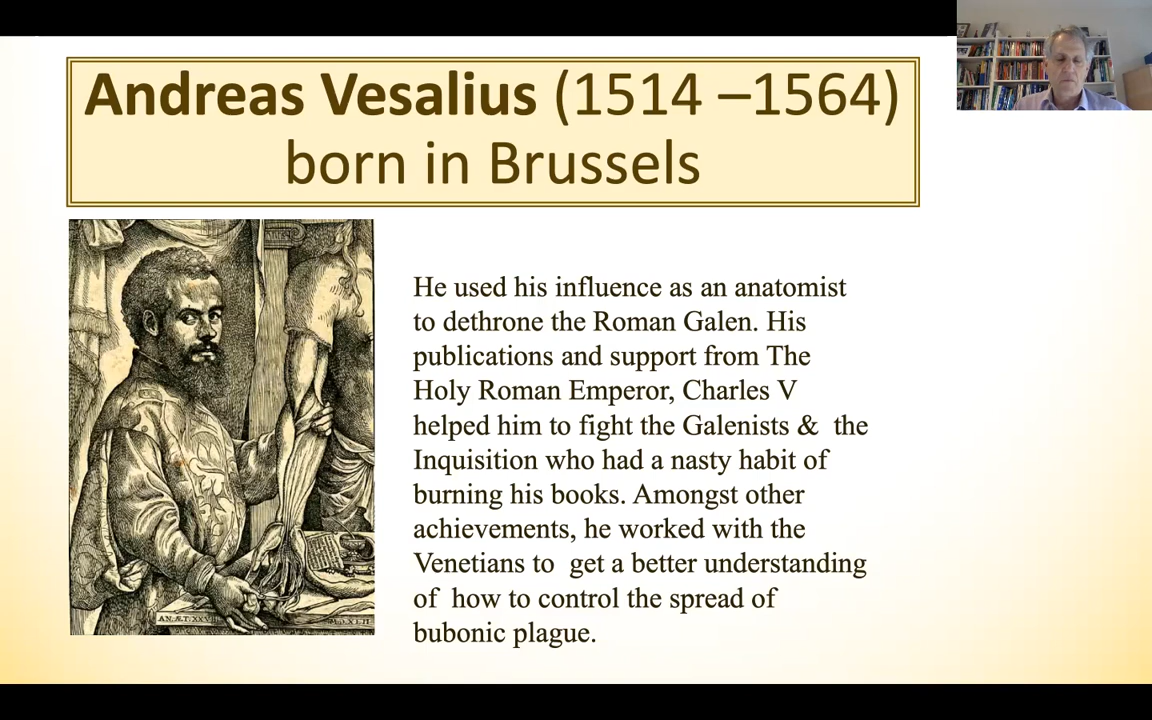 Andreas Vesalius (1514 –1564)
born in Brussels
He used his influence as an anatomist
to dethrone the Roman Galen. His
publications and support from The
Holy Roman Emperor, Charles V
helped him to fight the Galenists & the
Inquisition who had a nasty habit of
burning his books. Amongst other
achievements, he worked with the
Venetians to get a better understanding
of how to control the spread of
bubonic plague.